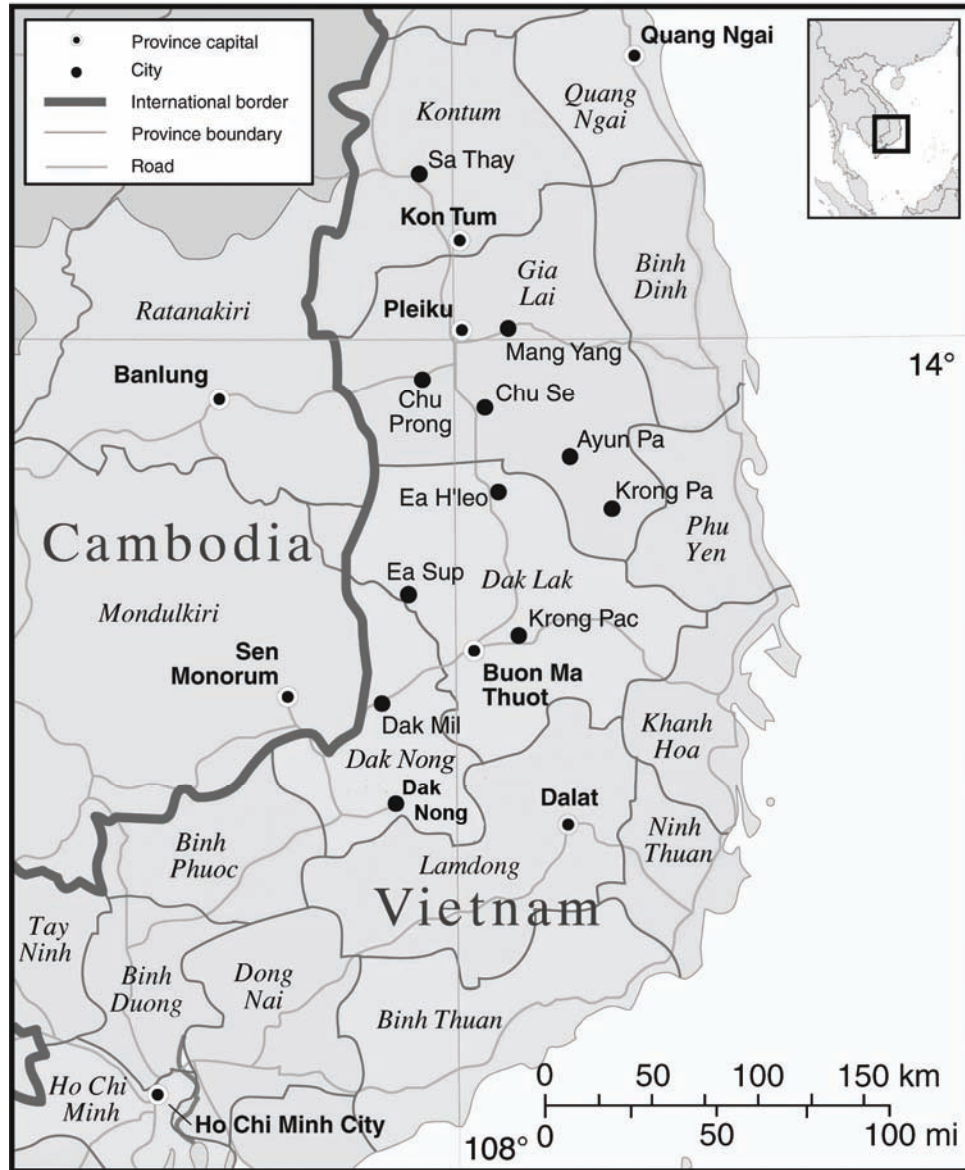 Province capital
City
International border
Province boundary
Road
Quang Ngai
Kontum
Quang
Ngai
Sa Thay
Kon Tum
Gia
Lai
Binh
Dinh
Ratanakiri
Pleiku
Mang Yang
14°
Banlung
Chu
Prong
Chu Se
Ayun Pa
Ea H'leo
Krong Pa
Phu
Yen
Cambodia
Ea Sup
Dak Lak
Mondulkiri
Krong Pac
Sen
Monorum
Buon Ma
Thuot
Dak Mil
Khanh
Hoa
Dak Nong
Dak
Nong
Dalat
Ninh
Thuan
Binh
Phuoc
Lamdong
Vietnam
Tay
Ninh
Binh
Duong
Dong
Nai
Binh Thuan
Ho Chi
Minh
Ho Chi Minh City
0 50 100 150 km
0 50 100 mi
108°